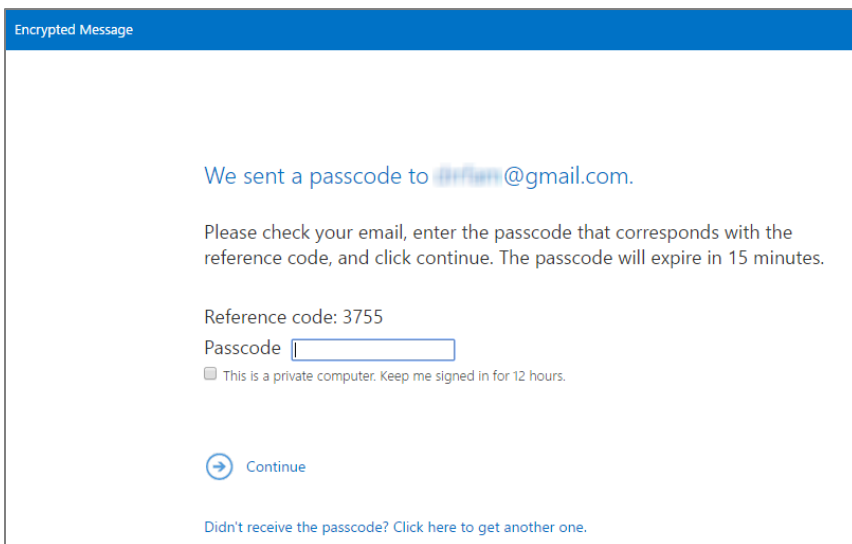 Encrypted Message
We sent a passcode to @gmail.com.
Please check your email, enter the passcode that corresponds with the
reference code, and click continue. The passcode will expire in 15 minutes.
Reference code: 3755
Passcode
This is a private computer. Keep me signed in for 12 hours.
Continue
Didn't receive the passcode? Click here to get another one.